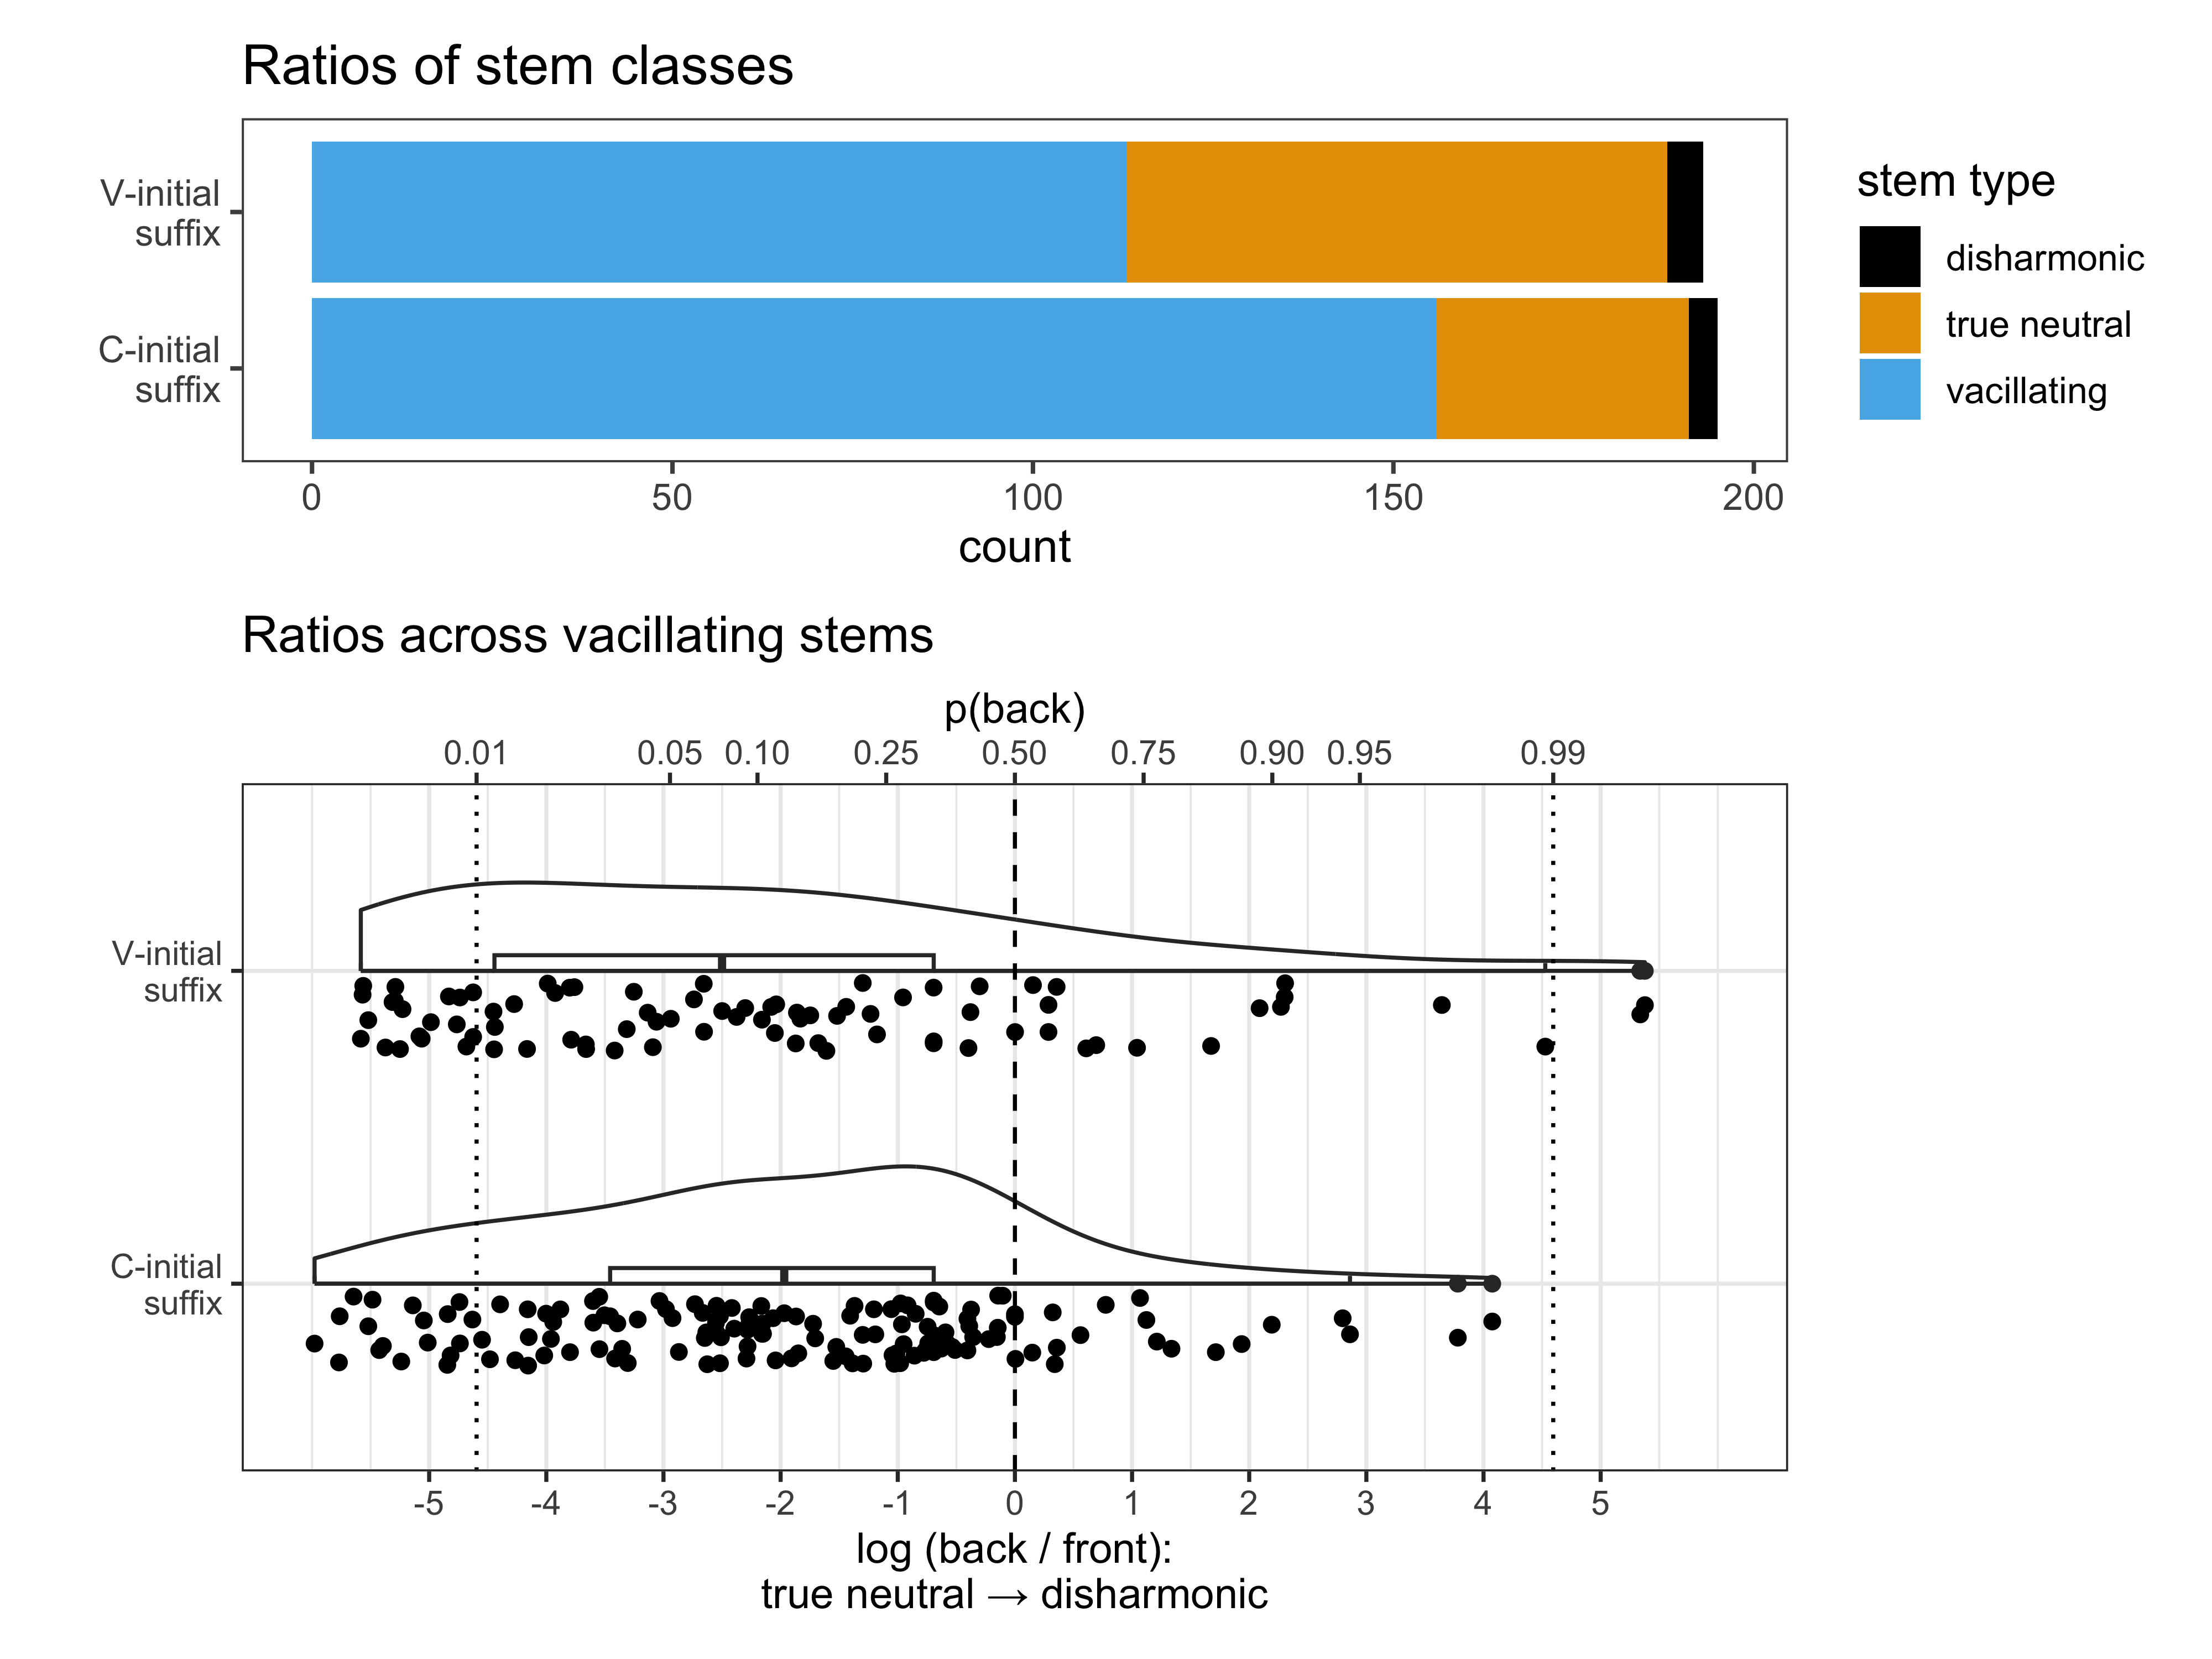 Ratios of stem classes
V-initial
suffix
C-initial
suffix
0 50 100 150 200
count
stem type
disharmonic
true neutral
vacillating
Ratios across vacillating stems
p(back)
0.01 0.05 0.10 0.25 0.50 0.75 0.90 0.95 0.99
V-initial
suffix
C-initial
suffix
-5 -4 -3 -2 -1 0 1 2 3 4 5
log (back / front):
true neutral → disharmonic